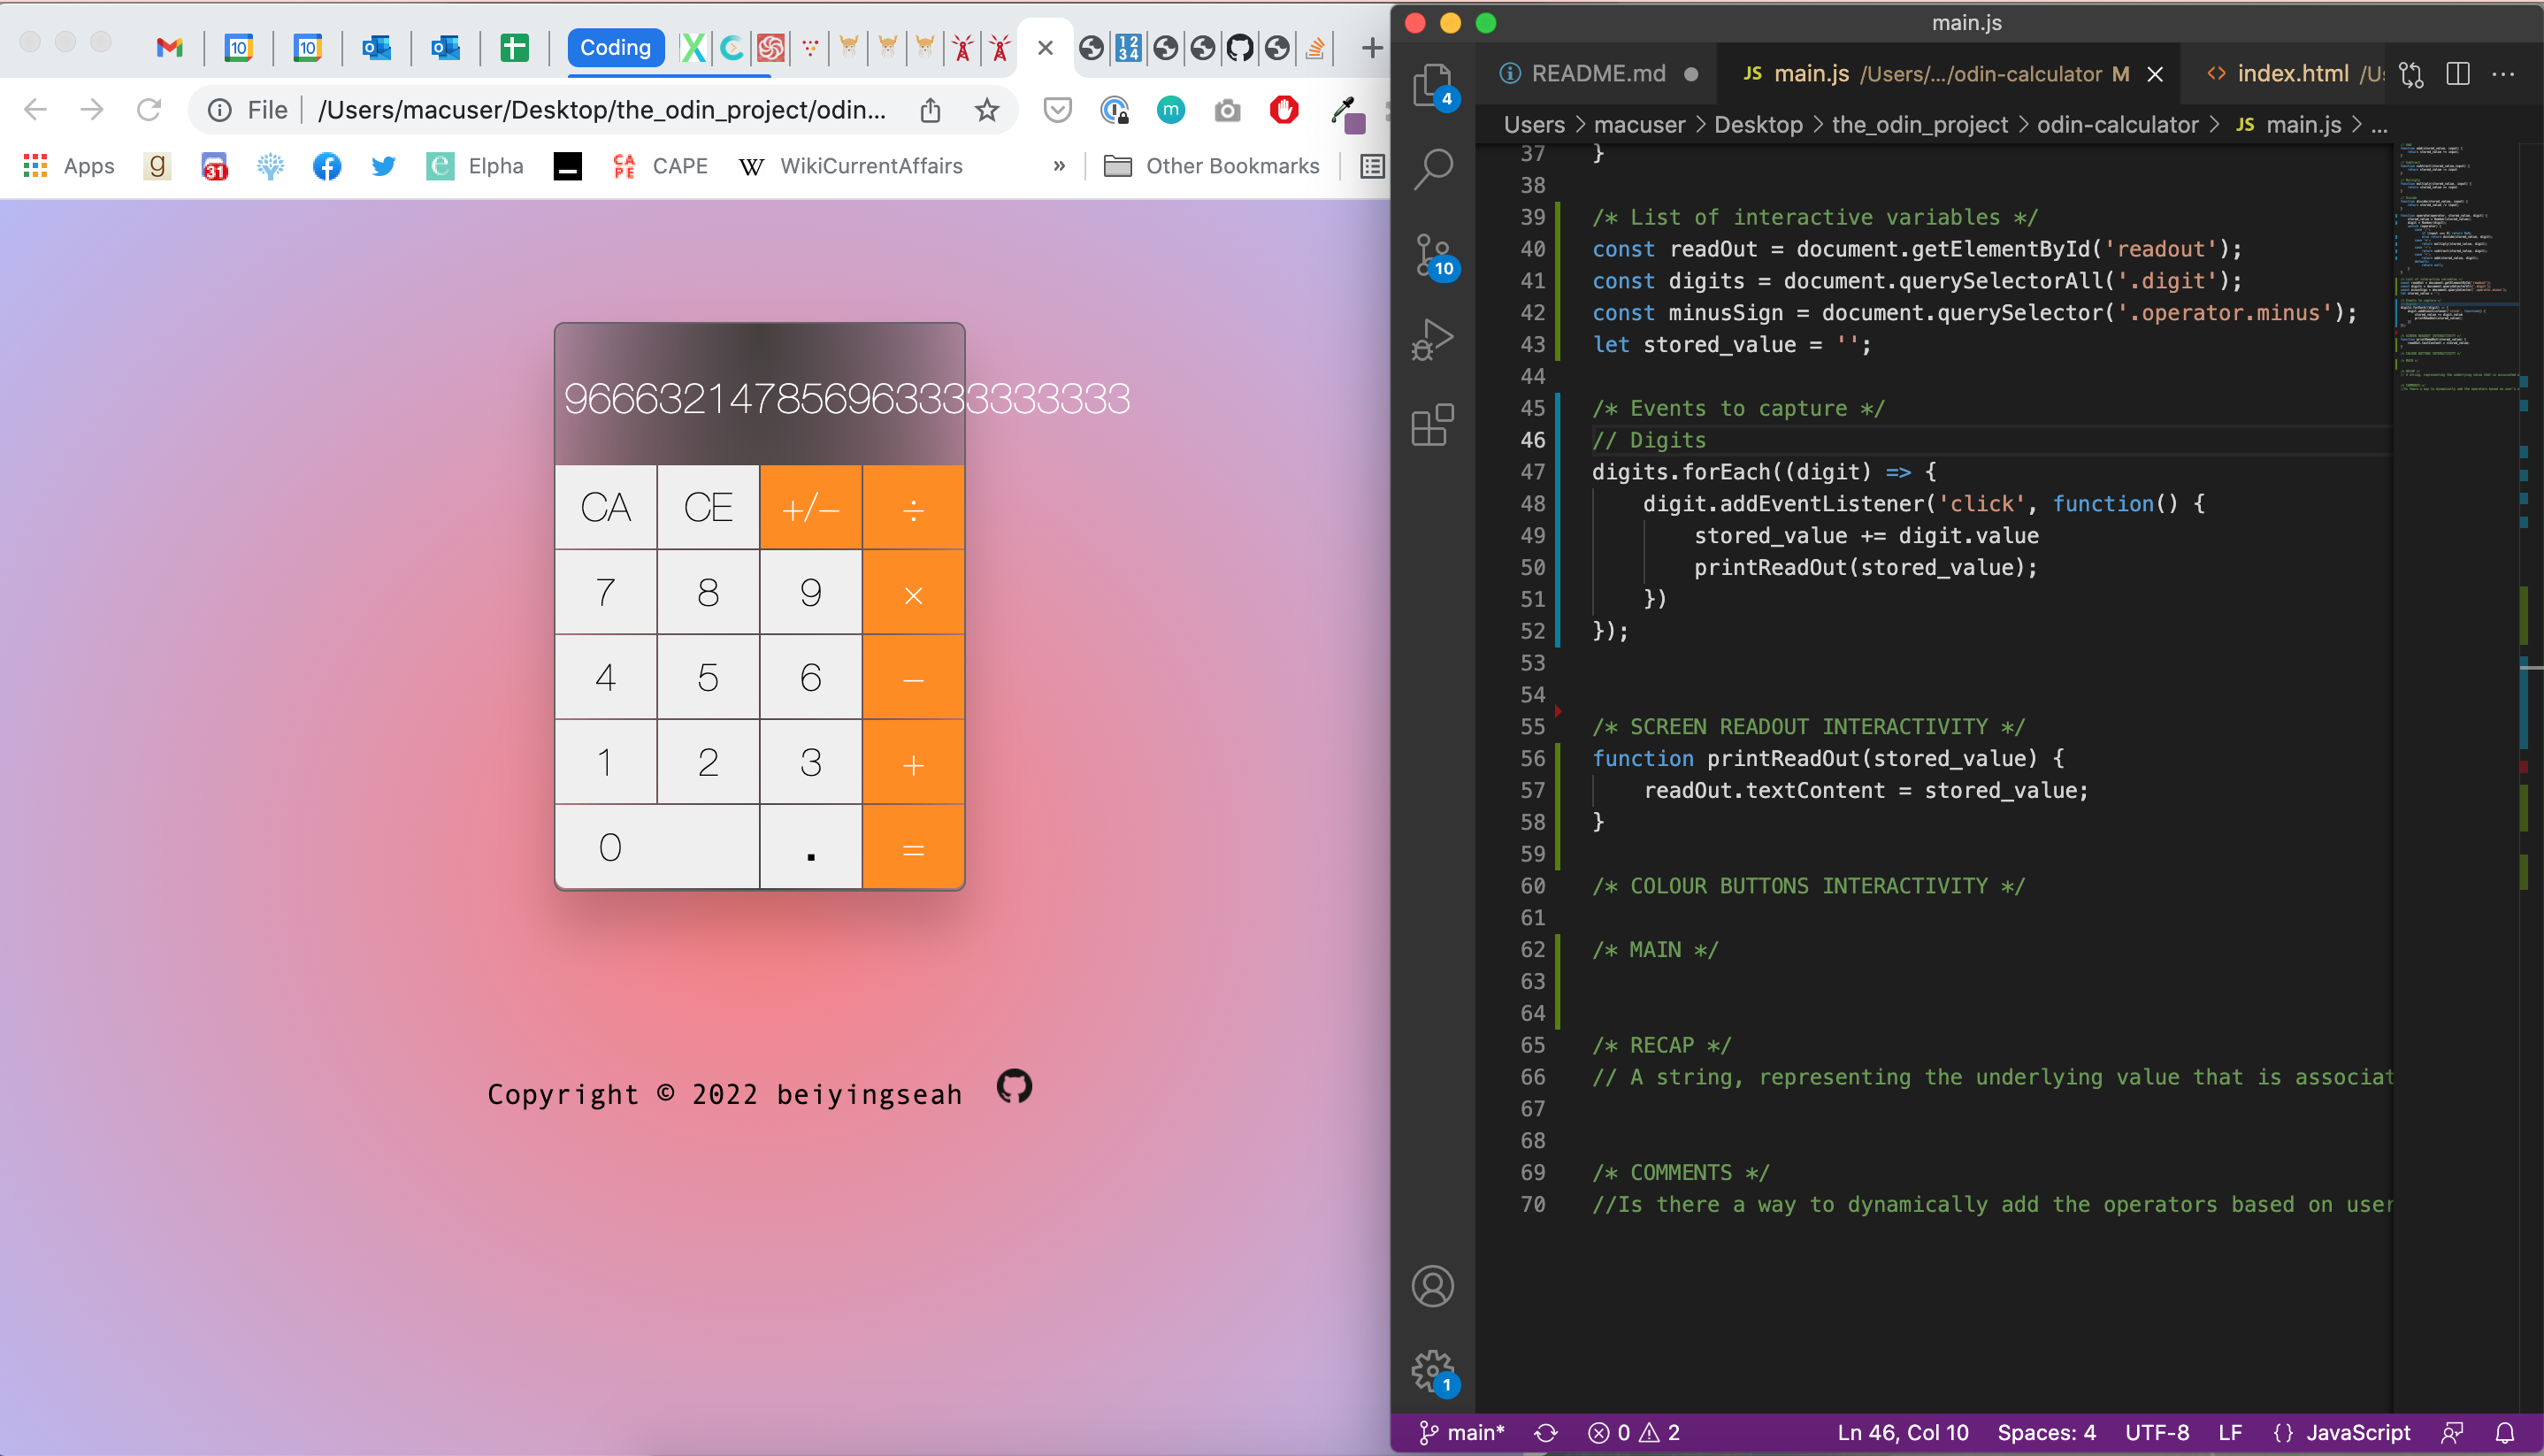 Coding
File
/Users/macuser/Desktop/the_odin_project/odin...
Apps
Elpha
CAPE
WikiCurrentAffairs
»
Other Bookmarks
9666321478569633333333333
CA CE +/− ÷
7 8 9 ×
4 5 6 −
1 2 3 +
0 . =
Copyright © 2022 beiyingseah
main.js
README.md
JS main.js /Users/.../odin-calculator M
<> index.html /U
Users > macuser > Desktop > the_odin_project > odin-calculator > JS main.js > ...
4
10
1
37 }
38
39 /* List of interactive variables */
40 const readOut = document.getElementById('readout');
41 const digits = document.querySelectorAll('.digit');
42 const minusSign = document.querySelector('.operator.minus');
43 let stored_value = '';
44
45 /* Events to capture */
46 // Digits
47 digits.forEach((digit) => {
48 digit.addEventListener('click', function() {
49 stored_value += digit.value
50 printReadOut(stored_value);
51 })
52 });
53
54
55 /* SCREEN READOUT INTERACTIVITY */
56 function printReadOut(stored_value) {
57 readOut.textContent = stored_value;
58 }
59
60 /* COLOUR BUTTONS INTERACTIVITY */
61
62 /* MAIN */
63
64
65 /* RECAP */
66 // A string, representing the underlying value that is associat
67
68
69 /* COMMENTS */
70 //Is there a way to dynamically add the operators based on user
main* 0 2 Ln 46, Col 10 Spaces: 4 UTF-8 LF {} JavaScript